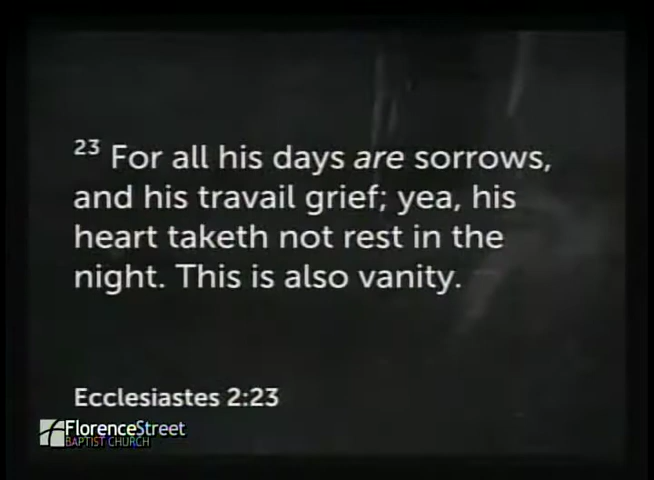 23 For all his days are sorrows,
and his travail grief; yea, his
heart taketh not rest in the
night. This is also vanity.
Ecclesiastes 2:23
FlorenceStreet
BAPTIST CHURCH